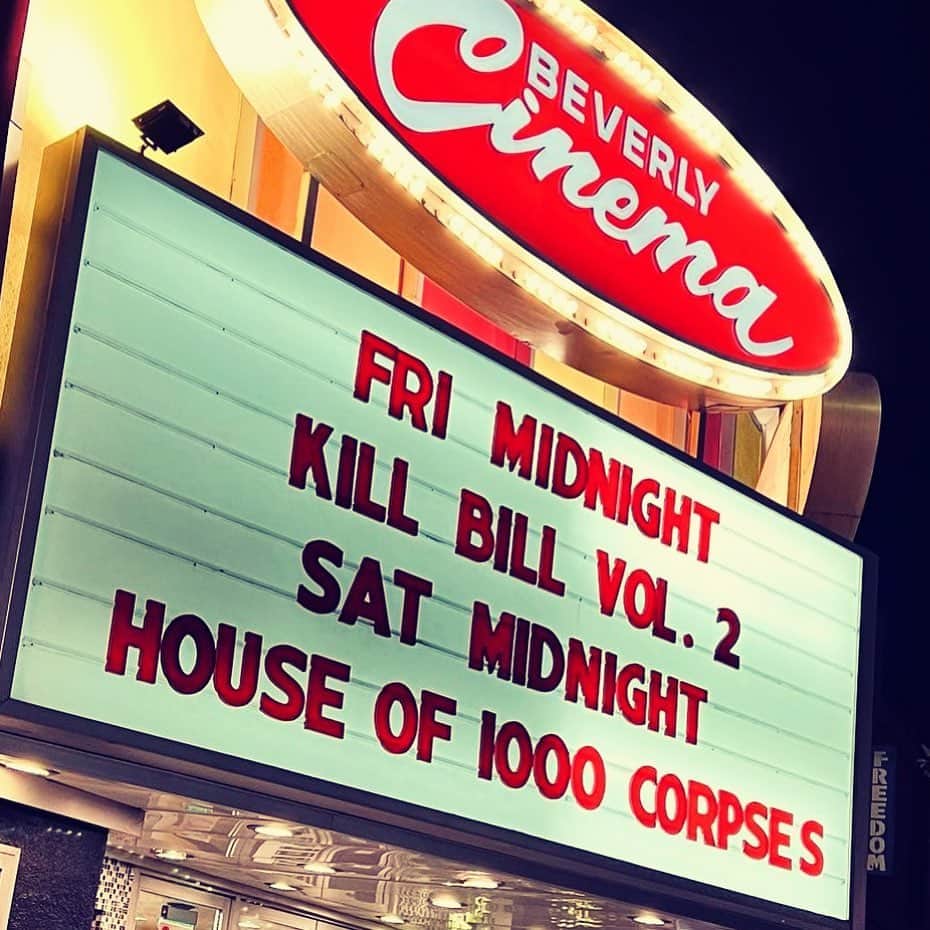 BEVERLY
Cinema
FRI MIDNIGHT
KILL BILL VOL. 2
SAT MIDNIGHT
HOUSE OF 1000 CORPSES
FREEDOM